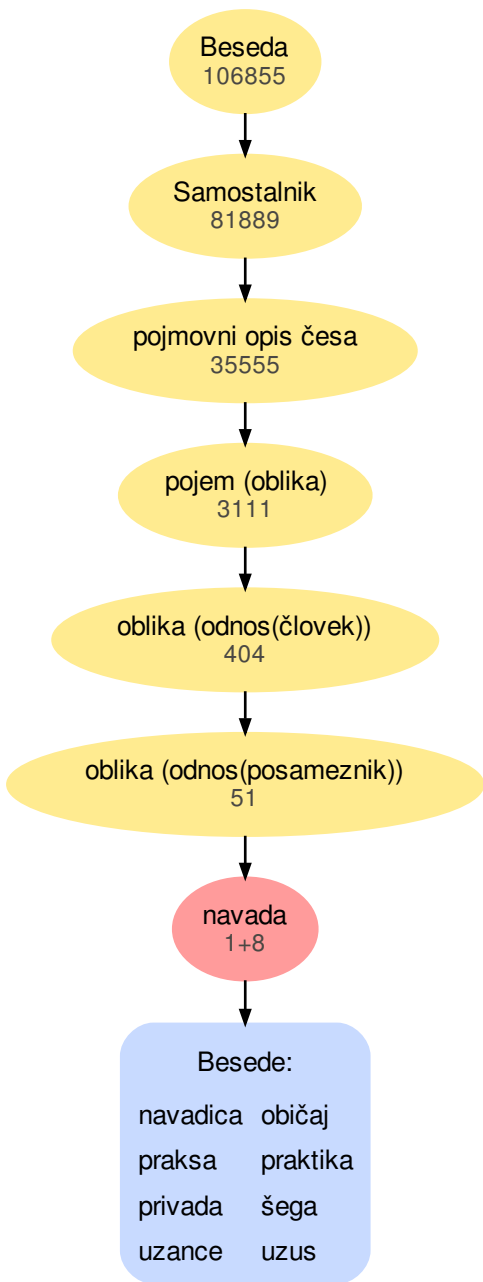 Beseda
106855
Samostalnik
81889
pojmovni opis česa
35555
pojem (oblika)
3111
oblika (odnos(človek))
404
oblika (odnos(posameznik))
51
navada
1+8
Besede:
navadica običaj
praksa praktika
privada šega
uzance uzus